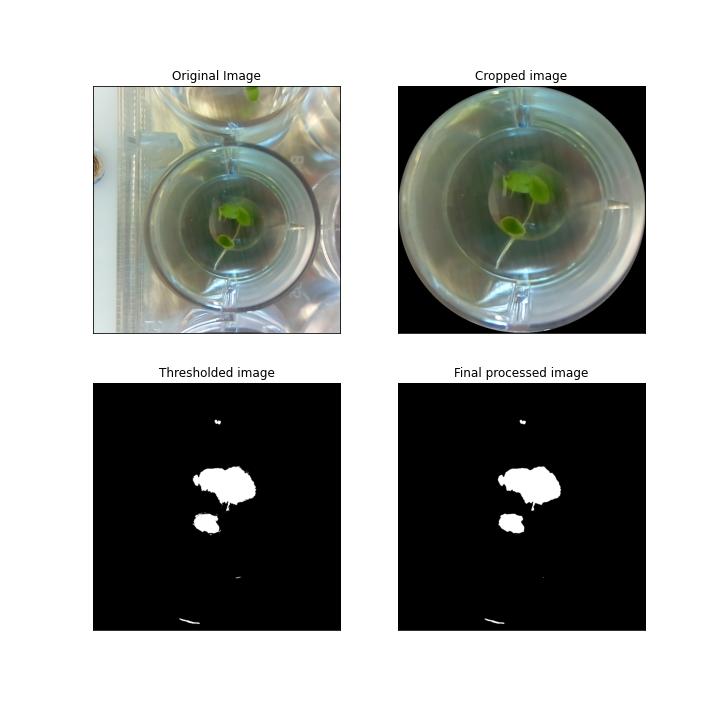 Original Image
Cropped image
Thresholded image
Final processed image